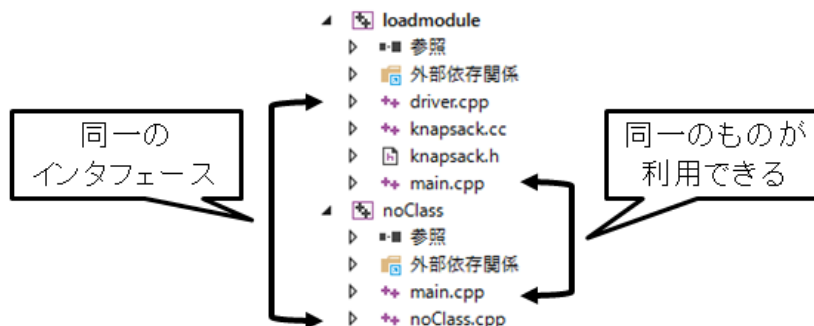 loadmodule
参照
外部依存関係
driver.cpp
knapsack.cc
knapsack.h
main.cpp
noClass
参照
外部依存関係
main.cpp
noClass.cpp
同一の
インタフェース
同一のものが
利用できる